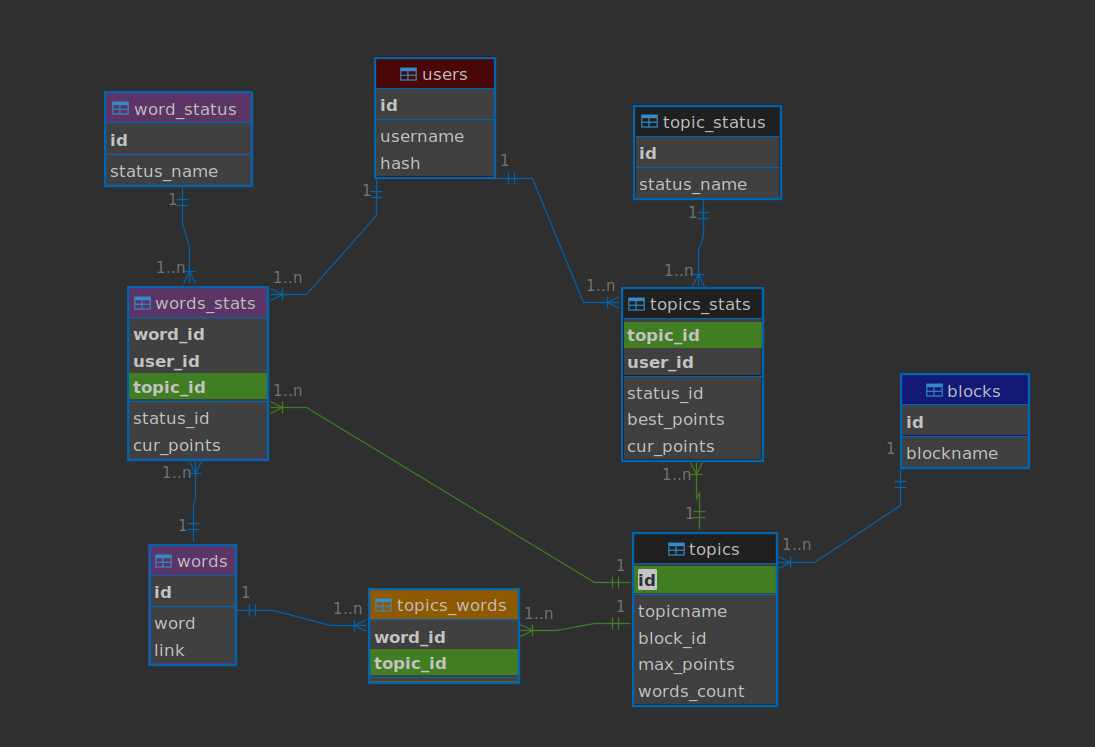 users
id
username
hash
word_status
id
status_name
topic_status
id
status_name
1
1
1
1
1..n
1..n
1..n
1..n
words_stats
word_id
user_id
topic_id
status_id
cur_points
topics_stats
topic_id
user_id
status_id
best_points
cur_points
blocks
id
blockname
1..n
1
1..n
1..n
1
1
words
id
word
link
1
1..n
topics_words
word_id
topic_id
1..n
1
1
1..n
topics
id
topicname
block_id
max_points
words_count